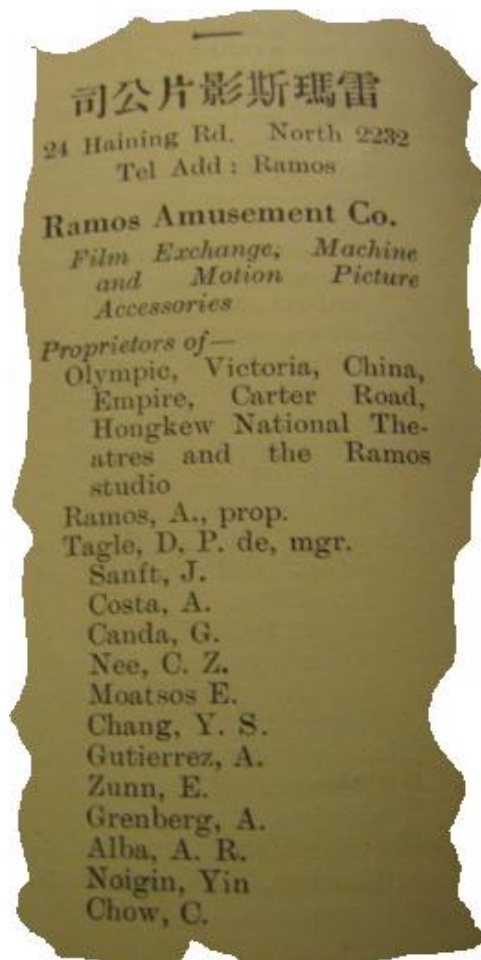 雷瑪斯影片公司
24 Haining Rd. North 2232
Tel Add : Ramos
Ramos Amusement Co.
Film Exchange, Machine
and Motion Picture
Accessories
Proprietors of—
Olympic, Victoria, China,
Empire, Carter Road,
Hongkew National The-
atres and the Ramos
studio
Ramos, A., prop.
Tagle, D. P. de, mgr.
Sanft, J.
Costa, A.
Canda, G.
Nee, C. Z.
Moatsos E.
Chang, Y. S.
Gutierrez, A.
Zunn, E.
Grenberg, A.
Alba, A. R.
Noigin, Yin
Chow, C.